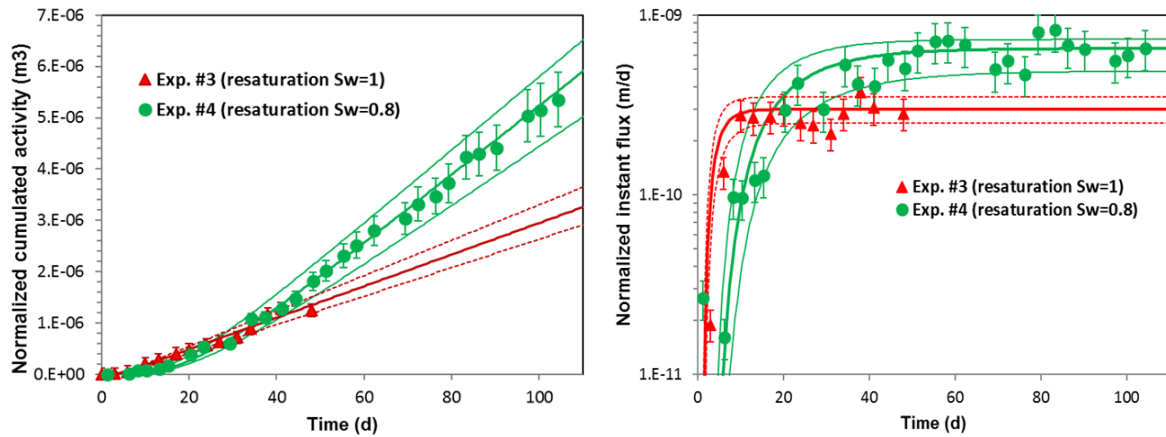 Normalized cumulated activity (m3)
7.E-06
6.E-06
5.E-06
4.E-06
3.E-06
2.E-06
1.E-06
0.E+00
Exp. #3 (resaturation Sw=1)
Exp. #4 (resaturation Sw=0.8)
0
20
40
60
80
100
Time (d)
Normalized instant flux (m/d)
1.E-09
1.E-10
1.E-11
Exp. #3 (resaturation Sw=1)
Exp. #4 (resaturation Sw=0.8)
0
20
40
60
80
100
Time (d)